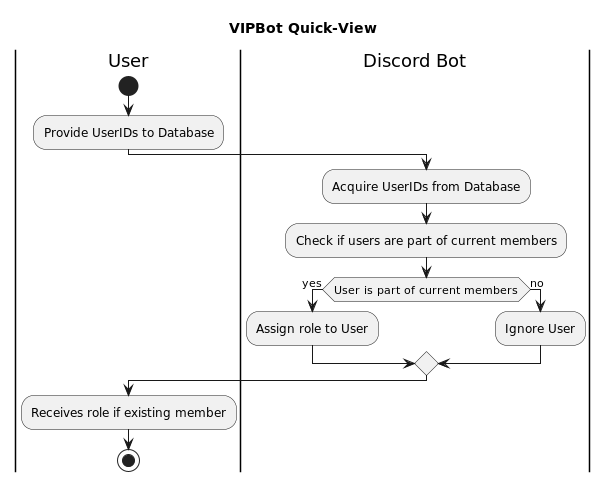 VIPBot Quick-View
User
Discord Bot
Provide UserIDs to Database
Acquire UserIDs from Database
Check if users are part of current members
yes
User is part of current members
no
Assign role to User
Ignore User
Receives role if existing member